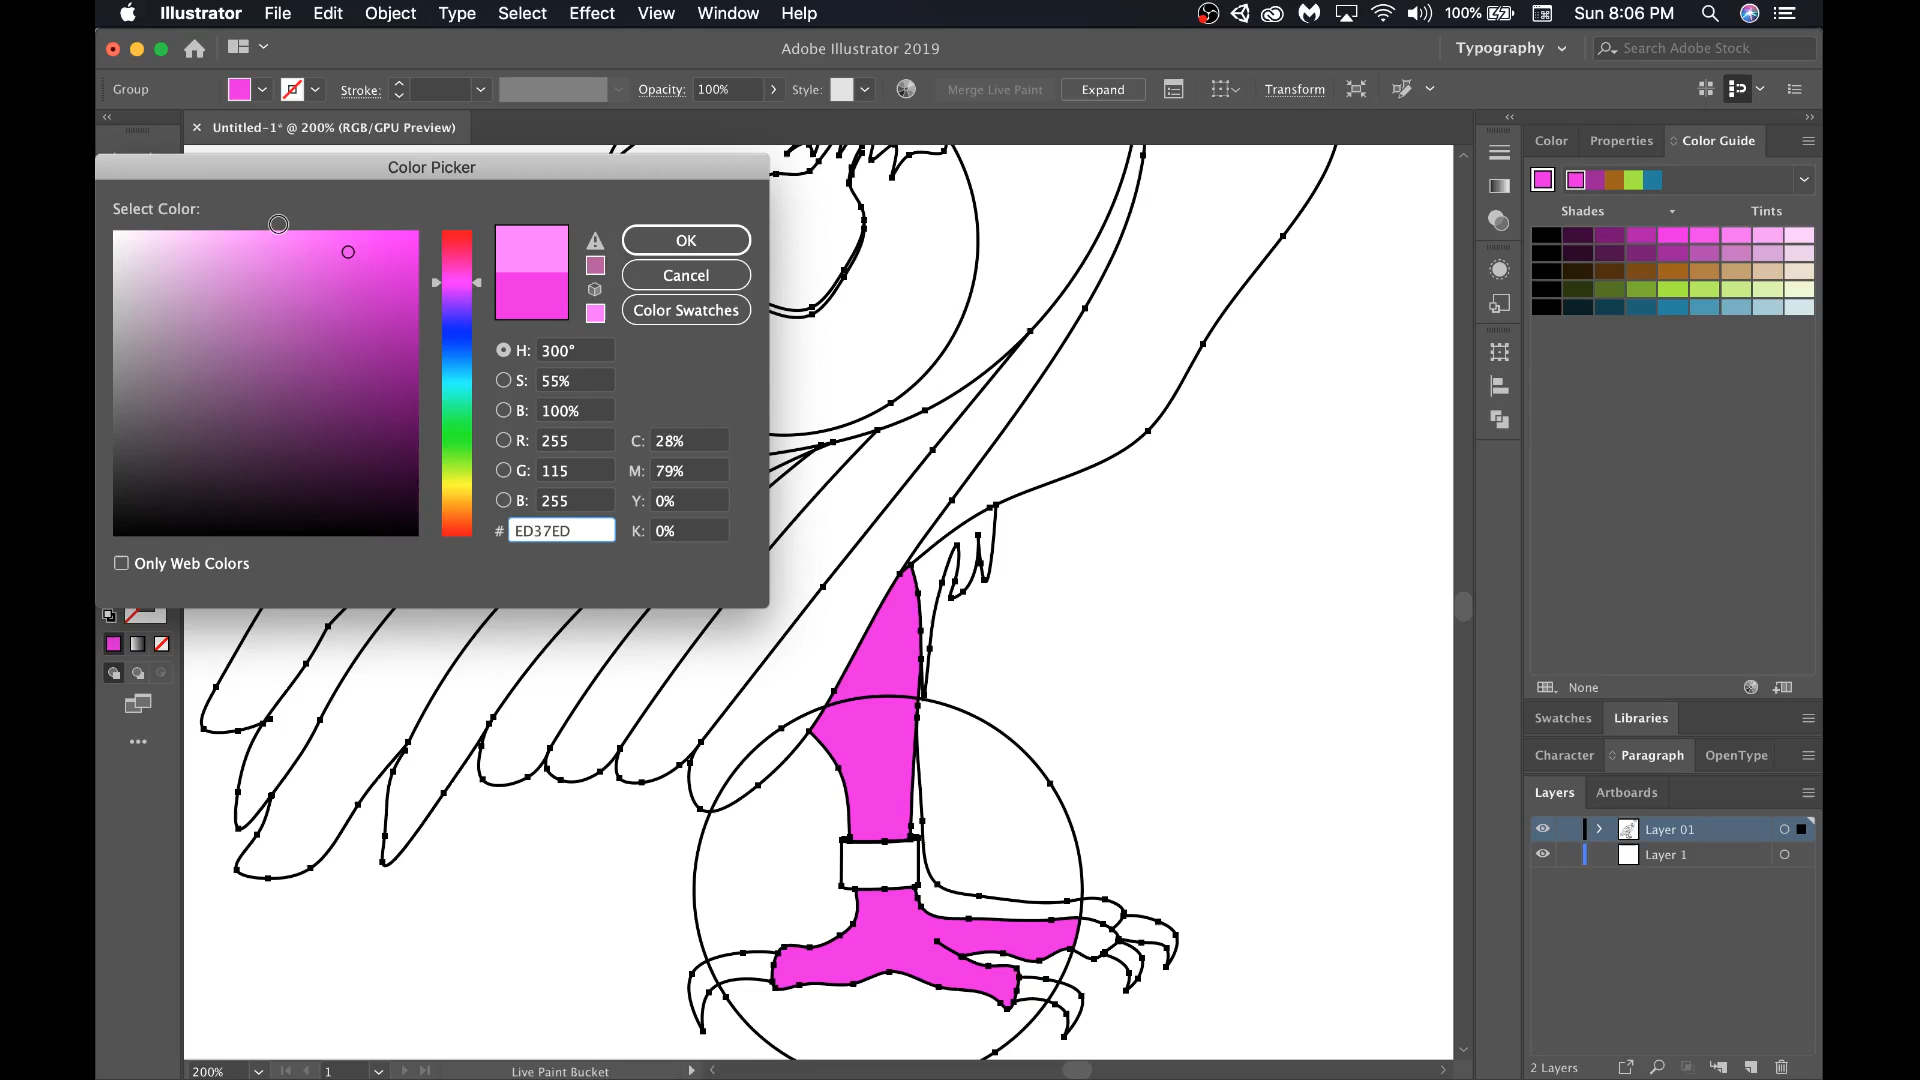 Illustrator File Edit Object Type Select Effect View Window Help 100% Sun 8:06 PM
Adobe Illustrator 2019 Typography Search Adobe Stock
Group Stroke: Opacity: 100% Style: Merge Live Paint Expand Transform
Untitled-1* @ 200% (RGB/GPU Preview)
Color Properties Color Guide
Color Picker
Select Color:
Shades Tints
OK
Cancel
Color Swatches
H: 300°
S: 55%
B: 100%
R: 255 C: 28%
G: 115 M: 79%
B: 255 Y: 0%
# ED37ED K: 0%
Only Web Colors
None
Swatches Libraries
Character Paragraph OpenType
Layers Artboards
Layer 01
Layer 1
200% 1 Live Paint Bucket 2 Layers